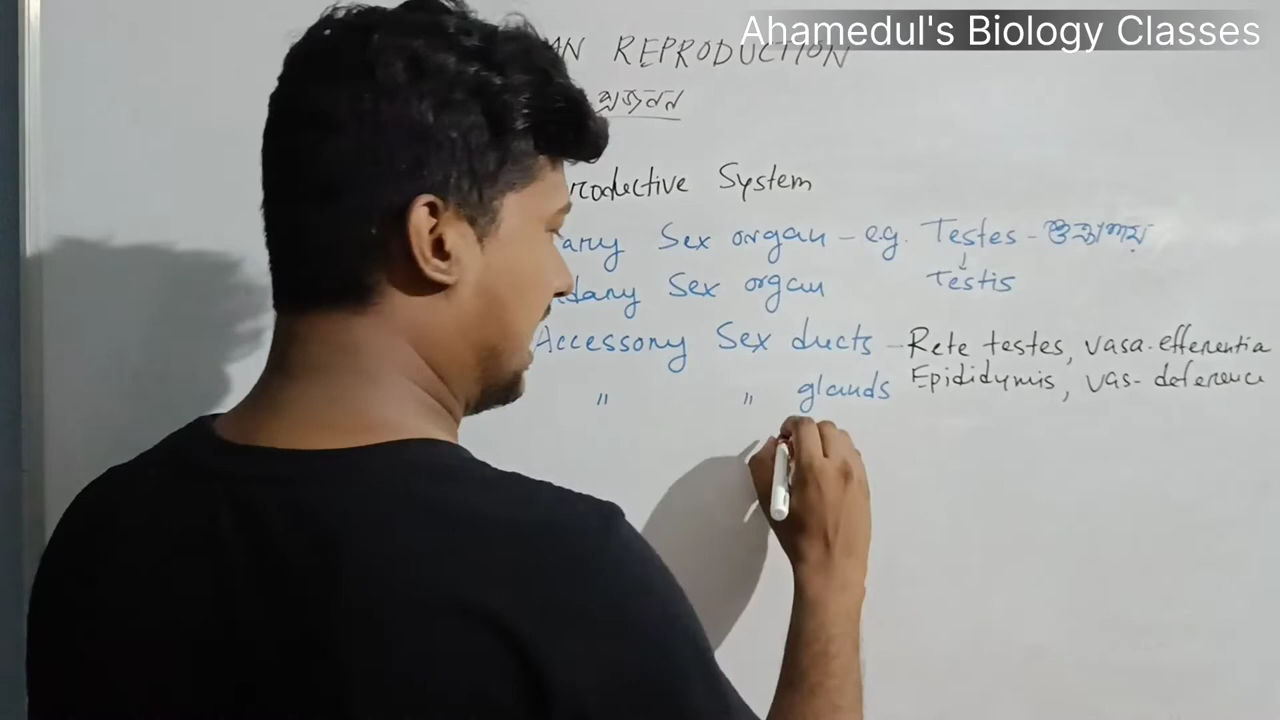 Ahamedul's Biology Classes
AN REPRODUCTION
প্রজনন
roductive System
ary Sex organ - e.g. Testes - শুক্রাশয়
↓
dary Sex organ Testis
Accessory Sex ducts - Rete testes, vasa-efferentia
" " glands Epididymis, vas-deference